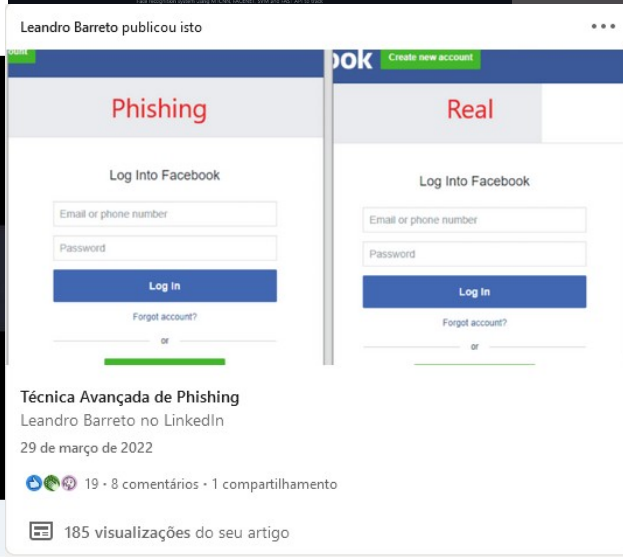 Leandro Barreto publicou isto
ount
ook Create new account
Phishing
Real
Log Into Facebook
Log Into Facebook
Email or phone number
Email or phone number
Password
Password
Log In
Log In
Forgot account?
Forgot account?
or
or
Técnica Avançada de Phishing
Leandro Barreto no LinkedIn
29 de março de 2022
19 • 8 comentários • 1 compartilhamento
185 visualizações do seu artigo